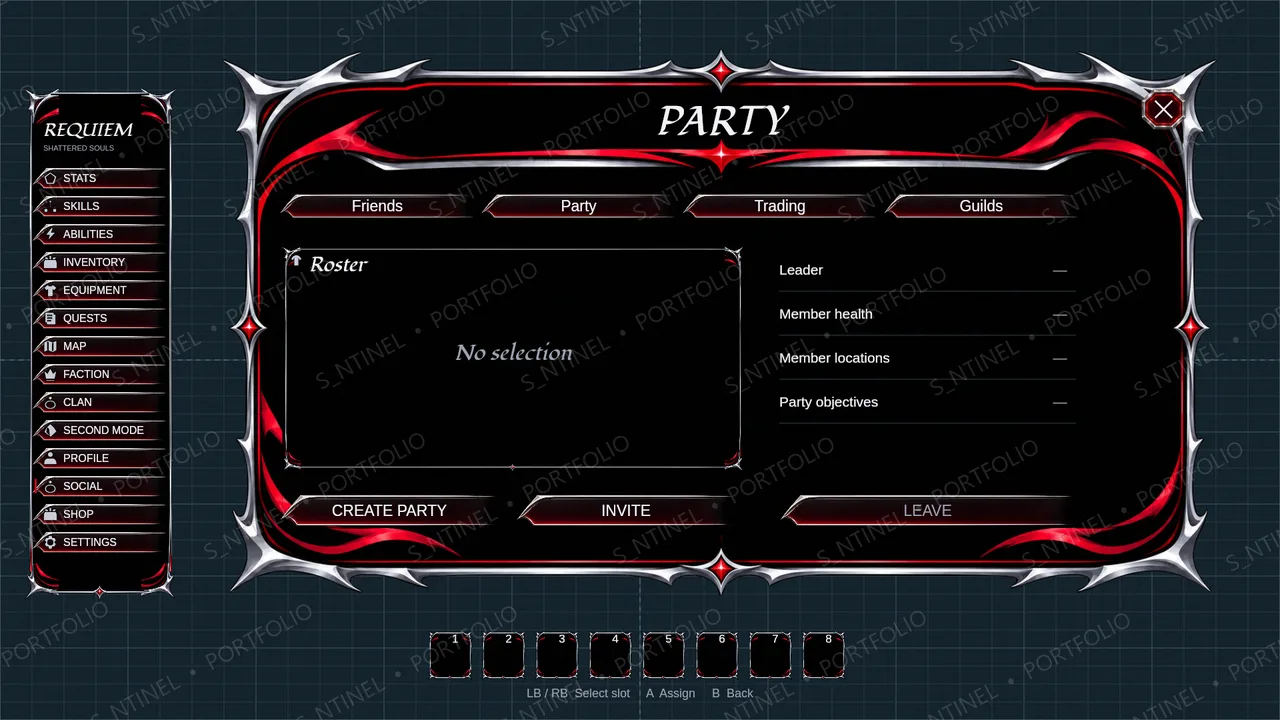 REQUIEM
SHATTERED SOULS
STATS
SKILLS
ABILITIES
INVENTORY
EQUIPMENT
QUESTS
MAP
FACTION
CLAN
SECOND MODE
PROFILE
SOCIAL
SHOP
SETTINGS
PARTY
Friends Party Trading Guilds
Roster
No selection
Leader —
Member health —
Member locations —
Party objectives —
CREATE PARTY INVITE LEAVE
1 2 3 4 5 6 7 8
LB / RB Select slot A Assign B Back
S_NTINEL • PORTFOLIO